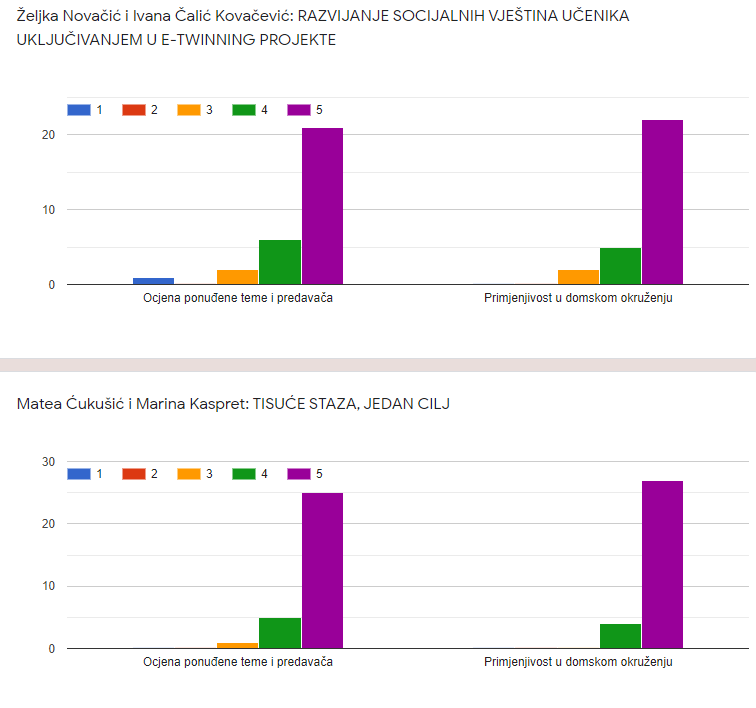 Željka Novačić i Ivana Čalić Kovačević: RAZVIJANJE SOCIJALNIH VJEŠTINA UČENIKA
UKLJUČIVANJEM U E-TWINNING PROJEKTE
1 2 3 4 5
20
10
0
Ocjena ponuđene teme i predavača Primjenjivost u domskom okruženju
Matea Ćukušić i Marina Kaspret: TISUĆE STAZA, JEDAN CILJ
30
1 2 3 4 5
20
10
0
Ocjena ponuđene teme i predavača Primjenjivost u domskom okruženju